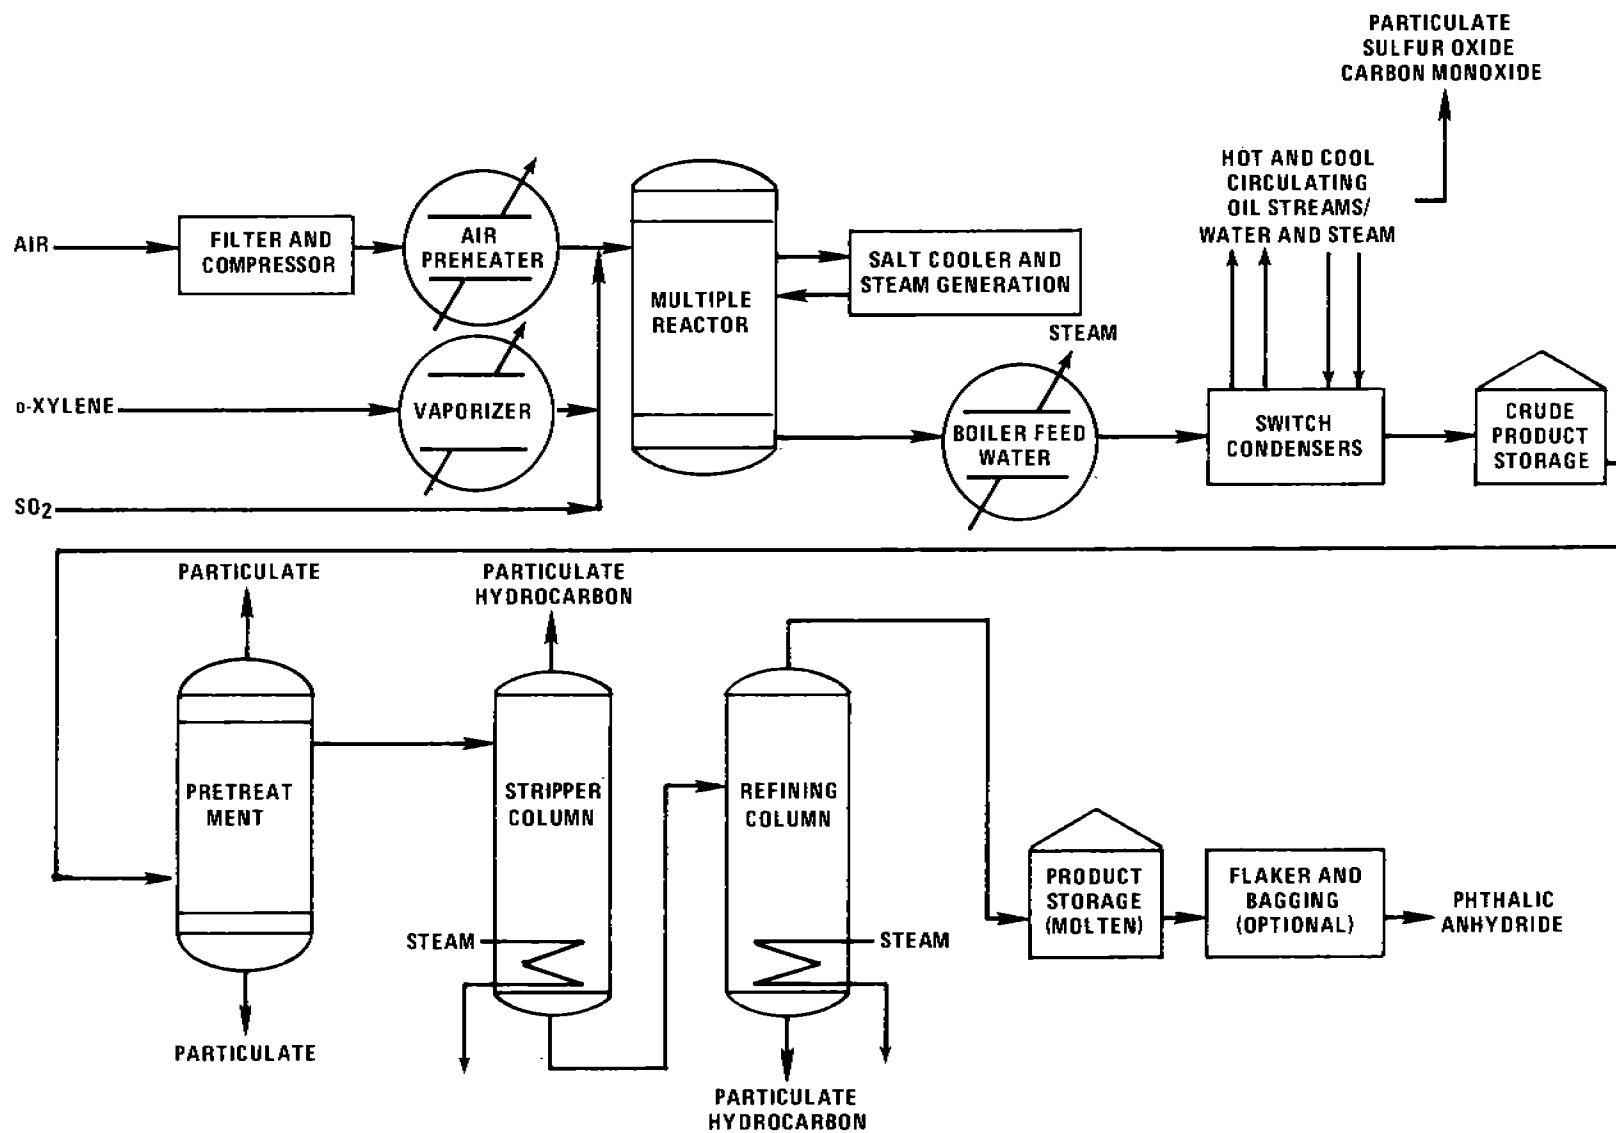 PARTICULATE
SULFUR OXIDE
CARBON MONOXIDE
HOT AND COOL
CIRCULATING
OIL STREAMS/
WATER AND STEAM
AIR
FILTER AND
COMPRESSOR
AIR
PREHEATER
MULTIPLE
REACTOR
SALT COOLER AND
STEAM GENERATION
STEAM
o-XYLENE
VAPORIZER
BOILER FEED
WATER
SWITCH
CONDENSERS
CRUDE
PRODUCT
STORAGE
SO2
PARTICULATE
PARTICULATE
HYDROCARBON
PRETREAT
MENT
STRIPPER
COLUMN
REFINING
COLUMN
STEAM
STEAM
PRODUCT
STORAGE
(MOLTEN)
FLAKER AND
BAGGING
(OPTIONAL)
PHTHALIC
ANHYDRIDE
PARTICULATE
PARTICULATE
HYDROCARBON